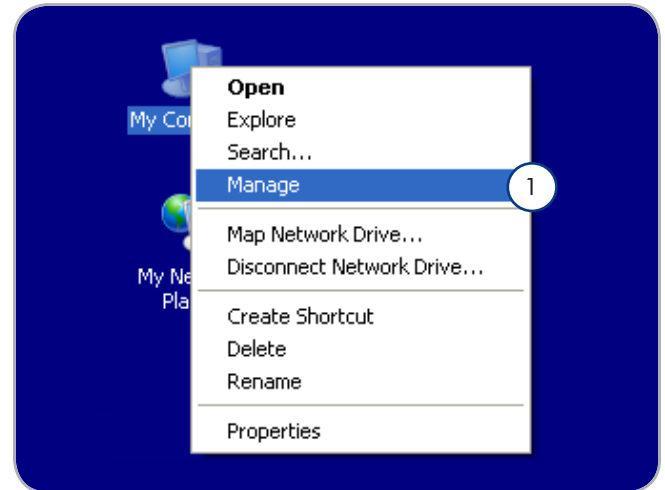 My Co
My Ne
Pla
Open
Explore
Search...
Manage
1
Map Network Drive...
Disconnect Network Drive...
Create Shortcut
Delete
Rename
Properties